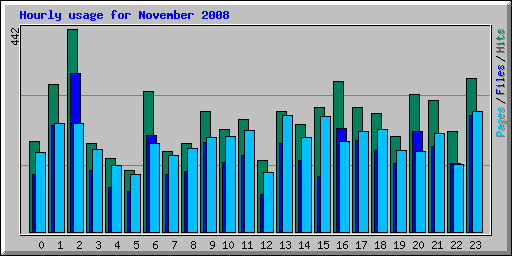 Hourly usage for November 2008
442
Pages / Files / Hits
0 1 2 3 4 5 6 7 8 9 10 11 12 13 14 15 16 17 18 19 20 21 22 23